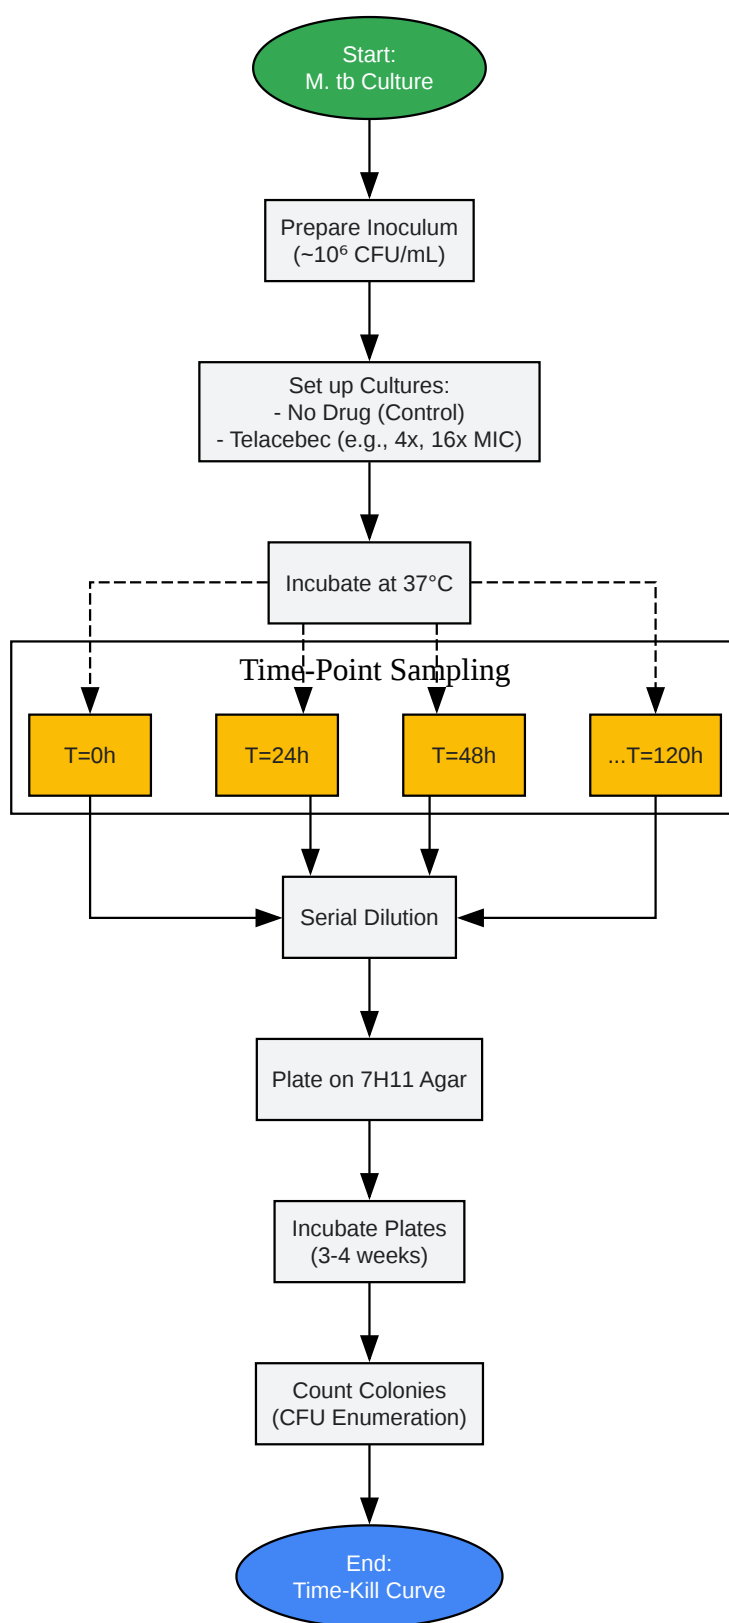 Start:
M. tb Culture
Prepare Inoculum
(~10⁶ CFU/mL)
Set up Cultures:
- No Drug (Control)
- Telacebec (e.g., 4x, 16x MIC)
Incubate at 37°C
Time-Point Sampling
T=0h
T=24h
T=48h
...T=120h
Serial Dilution
Plate on 7H11 Agar
Incubate Plates
(3-4 weeks)
Count Colonies
(CFU Enumeration)
End:
Time-Kill Curve